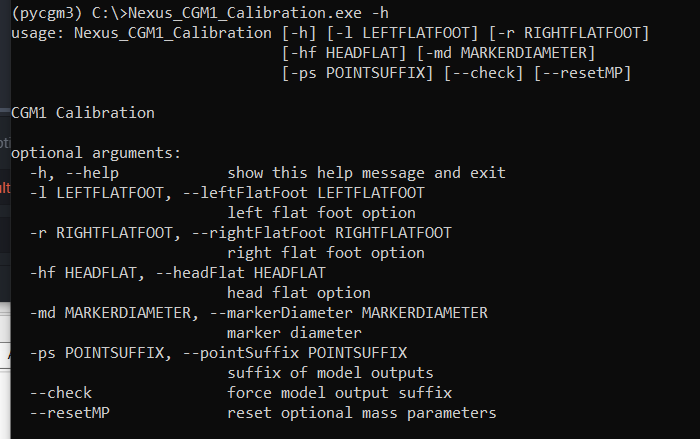 (pycgm3) C:\>Nexus_CGM1_Calibration.exe -h
usage: Nexus_CGM1_Calibration [-h] [-l LEFTFLATFOOT] [-r RIGHTFLATFOOT]
[-hf HEADFLAT] [-md MARKERDIAMETER]
[-ps POINTSUFFIX] [--check] [--resetMP]
CGM1 Calibration
optional arguments:
-h, --help show this help message and exit
-l LEFTFLATFOOT, --leftFlatFoot LEFTFLATFOOT
left flat foot option
-r RIGHTFLATFOOT, --rightFlatFoot RIGHTFLATFOOT
right flat foot option
-hf HEADFLAT, --headFlat HEADFLAT
head flat option
-md MARKERDIAMETER, --markerDiameter MARKERDIAMETER
marker diameter
-ps POINTSUFFIX, --pointSuffix POINTSUFFIX
suffix of model outputs
--check force model output suffix
--resetMP reset optional mass parameters